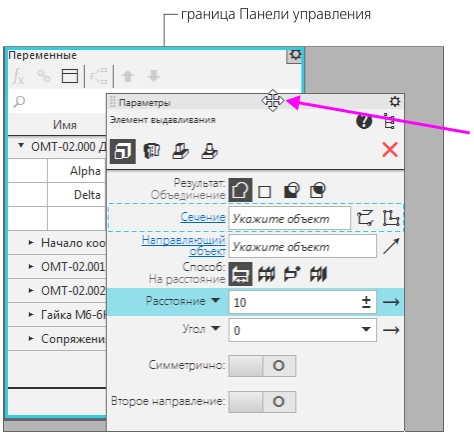 граница Панели управления
Переменные
Параметры
Элемент выдавливания
Имя
ОМТ-02.000 Д
Alpha
Delta
Начало коо
ОМТ-02.001
ОМТ-02.002
Гайка М6-6Н
Сопряжени
Результат:
Объединение
Сечение Укажите объект
Направляющий
объект Укажите объект
Способ:
На расстояние
Расстояние 10 ±
Угол 0
Симметрично:
Второе направление: